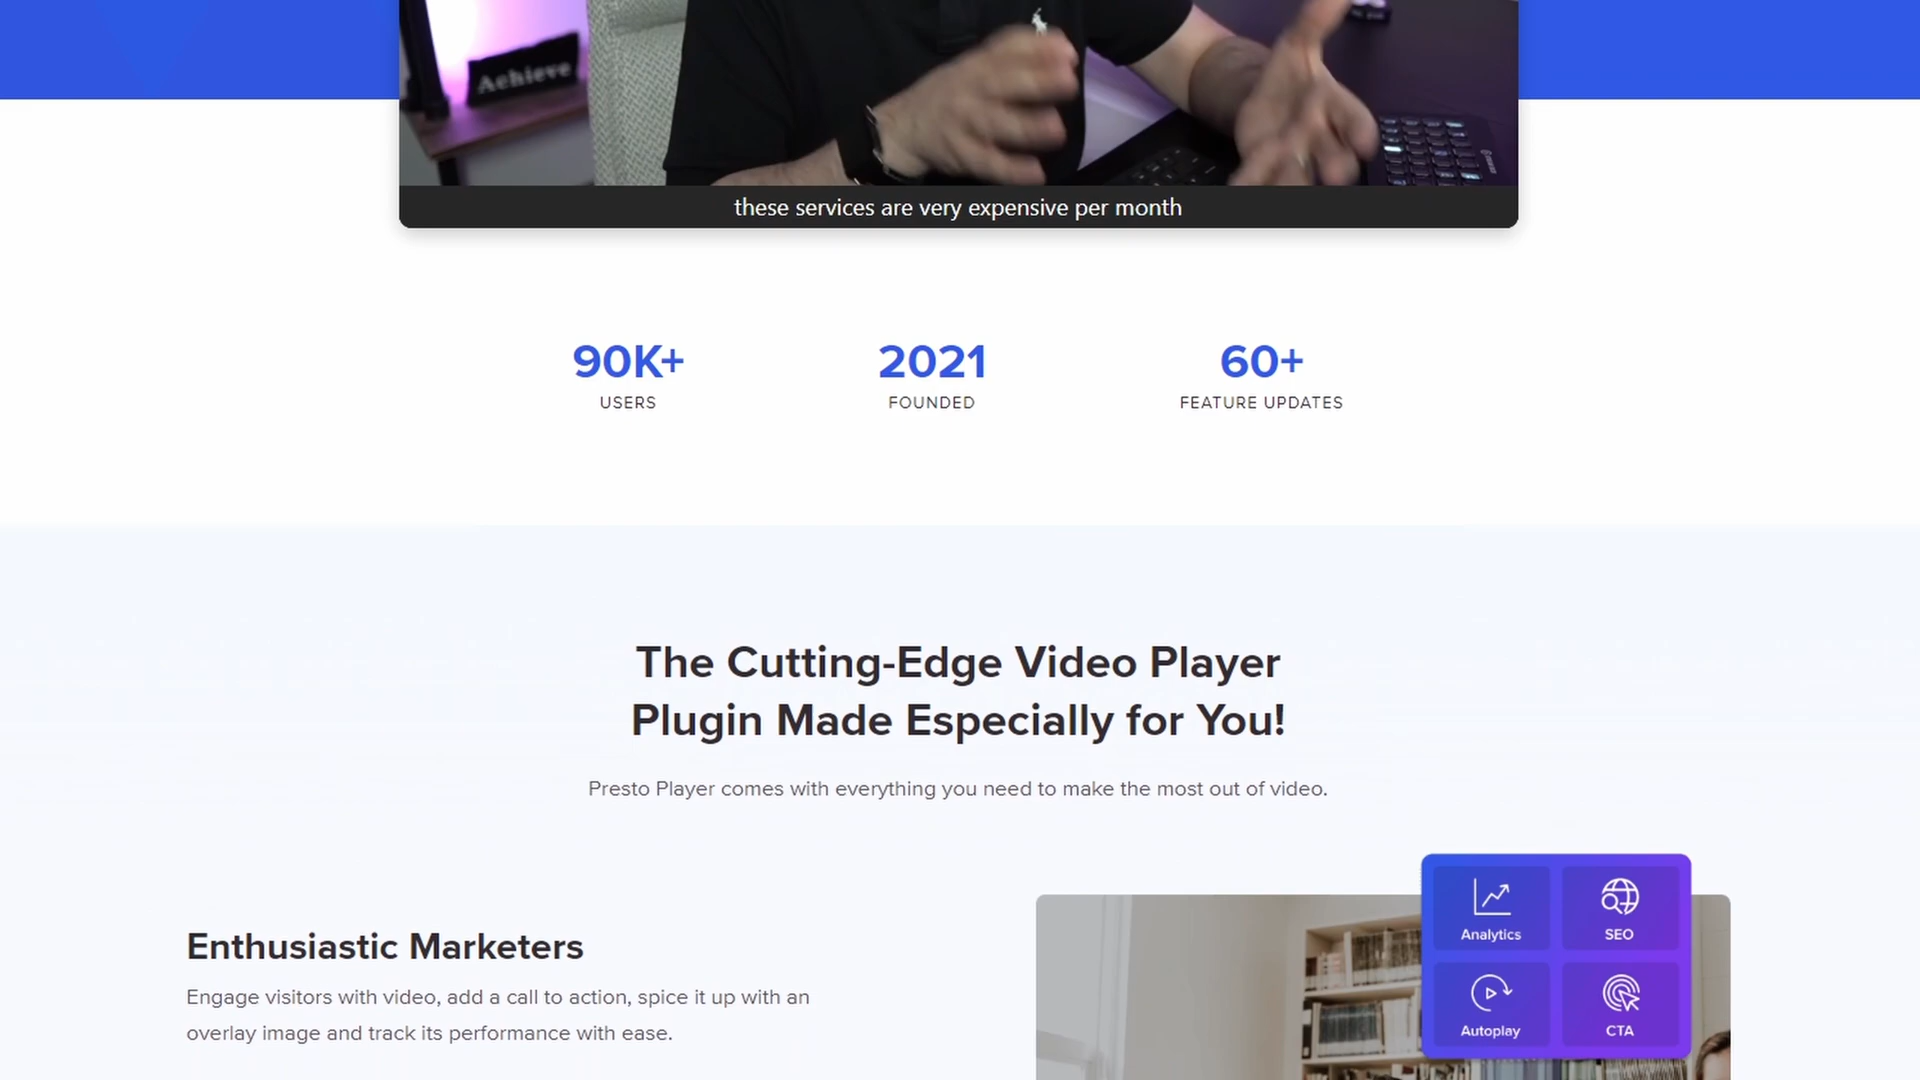 Achieve
these services are very expensive per month
90K+
USERS
2021
FOUNDED
60+
FEATURE UPDATES
The Cutting-Edge Video Player
Plugin Made Especially for You!
Presto Player comes with everything you need to make the most out of video.
Enthusiastic Marketers
Engage visitors with video, add a call to action, spice it up with an
overlay image and track its performance with ease.
Analytics
SEO
Autoplay
CTA